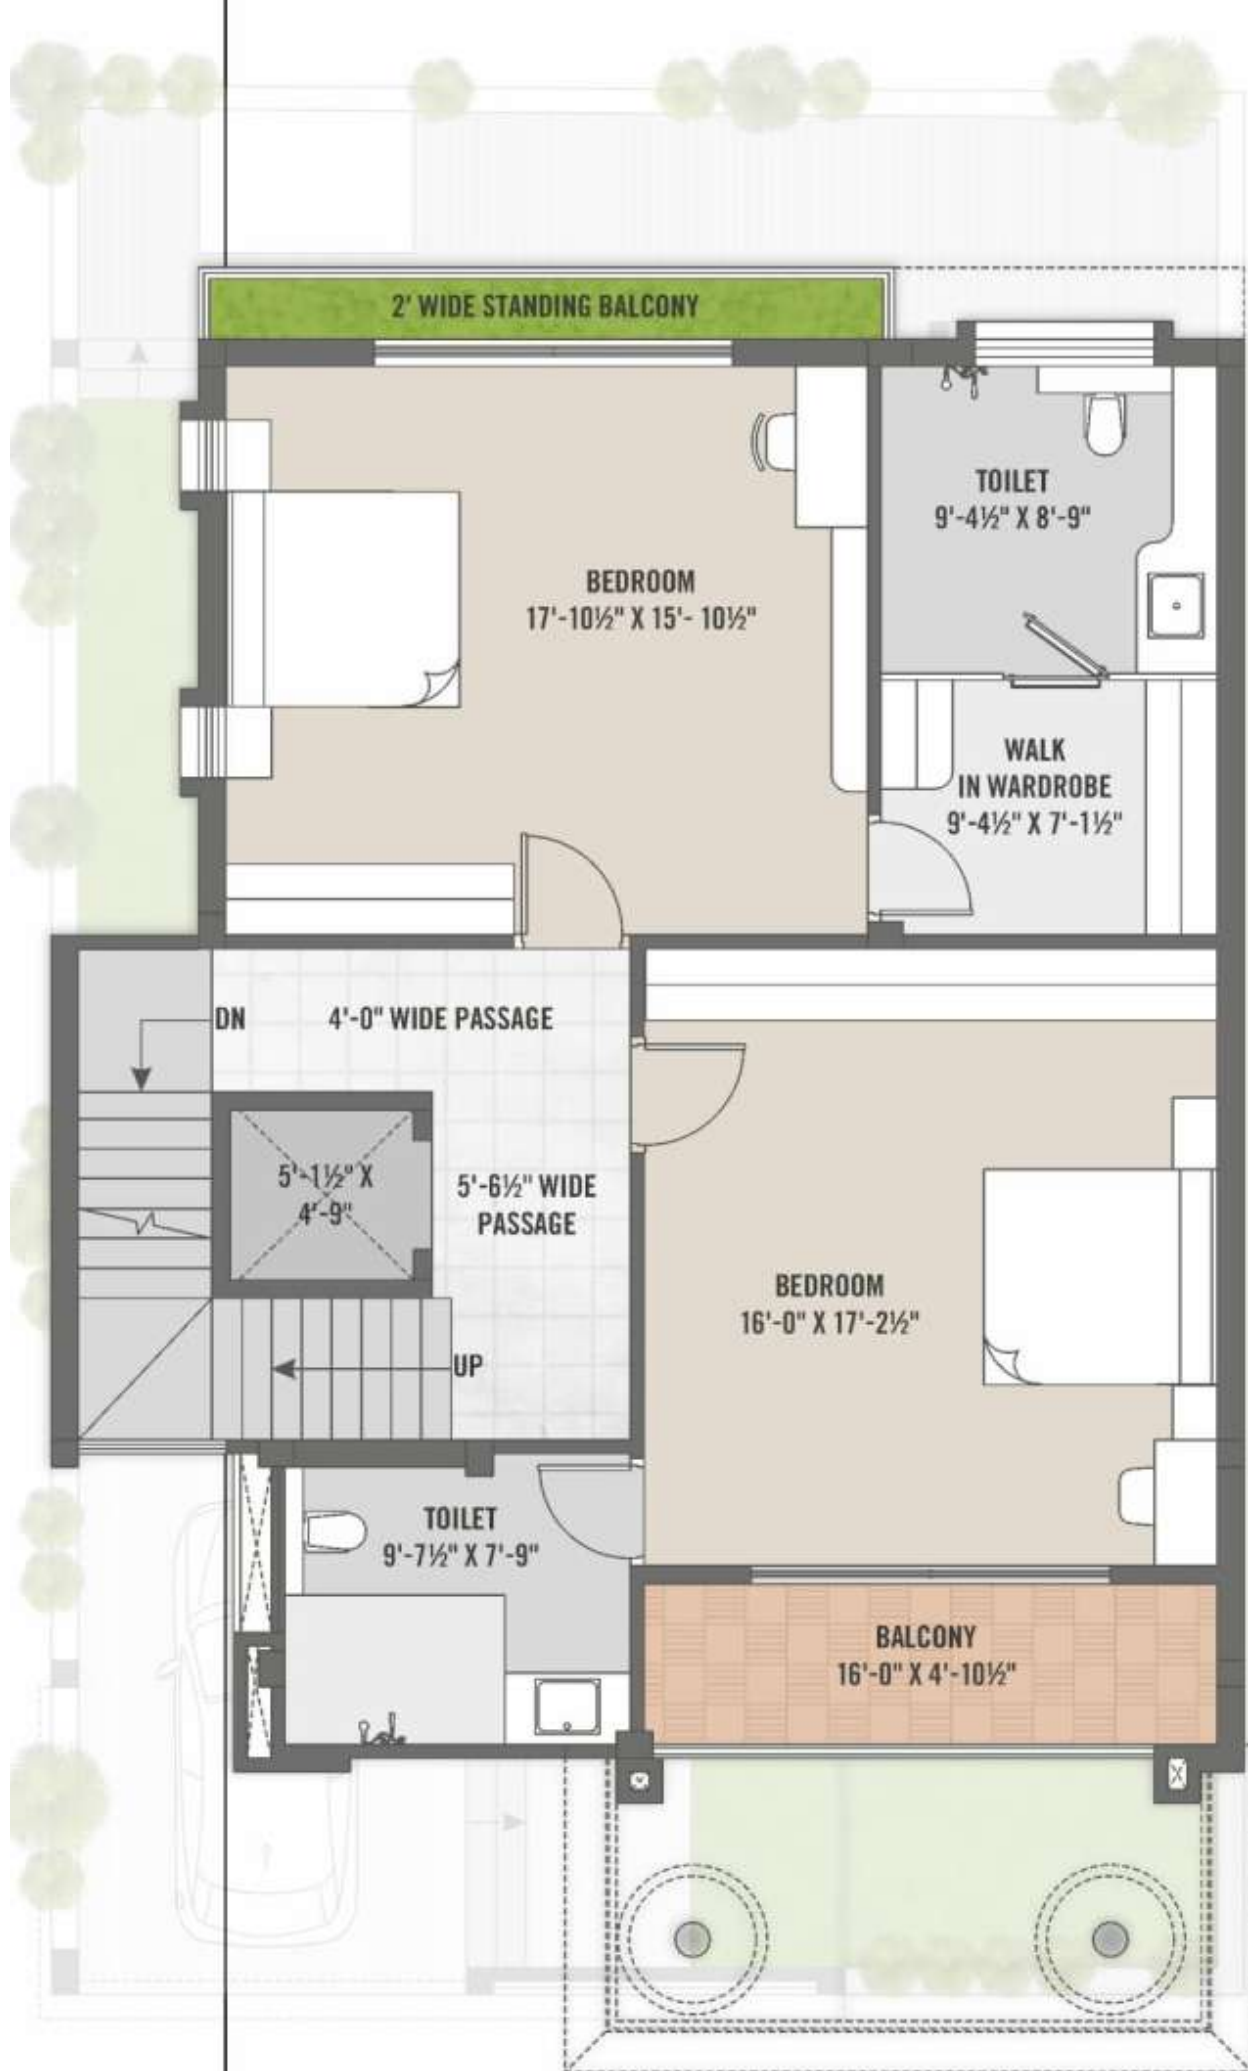 2' WIDE STANDING BALCONY
TOILET
9'-4½" X 8'-9"
BEDROOM
17'-10½" X 15'- 10½"
WALK
IN WARDROBE
9'-4½" X 7'-1½"
DN
4'-0" WIDE PASSAGE
5'-1½" X
4'-9"
5'-6½" WIDE
PASSAGE
BEDROOM
16'-0" X 17'-2½"
UP
TOILET
9'-7½" X 7'-9"
BALCONY
16'-0" X 4'-10½"